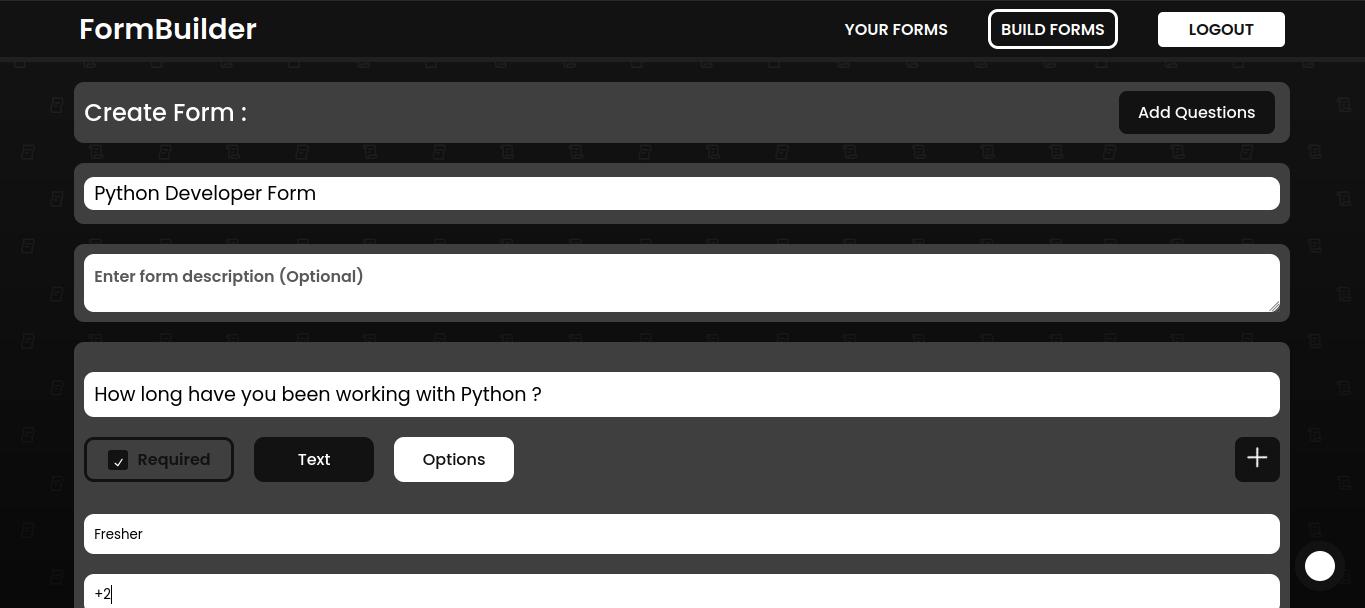 FormBuilder YOUR FORMS BUILD FORMS LOGOUT
Create Form : Add Questions
Python Developer Form
Enter form description (Optional)
How long have you been working with Python ?
Required Text Options
Fresher
+2